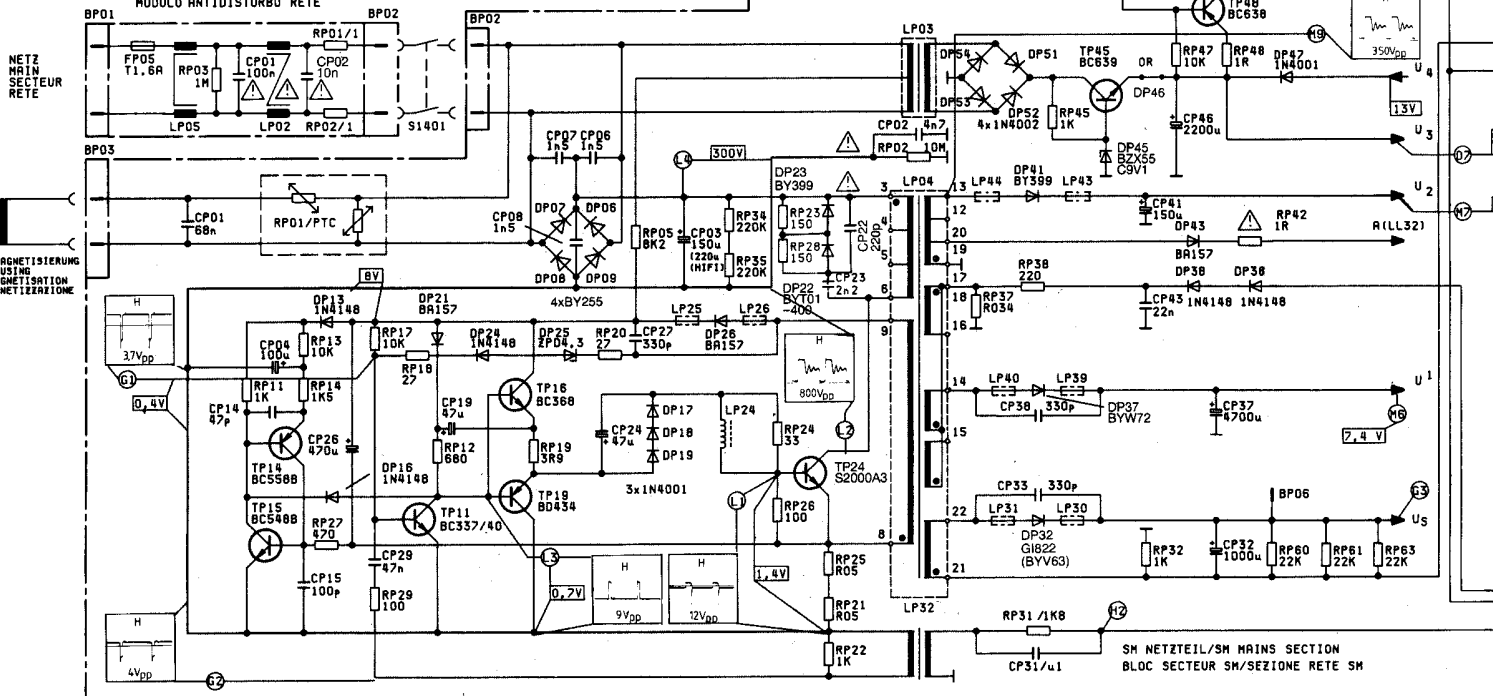 MODULO ANTIDISTURBO RETE
BP01
BP02
BP02
RP01/1
FP05
T1.6A
RP03
1M
CP01
100n
CP02
10n
LP05
LP02
RP02/1
S1401
NETZ
MAIN
SECTEUR
RETE
BP03
CP01
68n
RP01/PTC
AGNETISIERUNG
USING
GNETISATION
NETIZZAZIONE
CP07
1n5
CP06
1n5
CP08
1n5
DP07
DP06
DP08
DP09
4xBY255
L4
300V
RP05
8K2
CP03
150u
(220u
(HIFI)
RP34
220K
RP35
220K
DP23
BY399
RP23
150
RP28
150
CP22
220p
CP23
2n2
DP22
BYT01
-400
LP03
DP54
DP51
DP53
DP52
4x1N4002
CP02
4n7
RP02
10M
TP45
BC639
OR
DP46
RP45
1K
DP45
BZX55
C9V1
TP48
BC638
RP47
10K
RP48
1R
DP47
1N4001
CP46
2200u
M9
H
350Vpp
U4
13V
U3
D7
U2
M7
LP04
3
4
5
6
9
8
13
12
20
19
17
18
16
14
15
22
21
LP44
DP41
BY399
LP43
CP41
150u
DP43
BA157
RP42
1R
A(LL32)
RP37
R034
RP38
220
CP43
22n
DP38
1N4148
DP36
1N4148
LP40
LP39
CP38
330p
DP37
BYW72
CP37
4700u
U1
M6
7,4 V
CP33
330p
LP31
LP30
DP32
GI822
(BYV63)
RP32
1K
CP32
1000u
BP06
RP60
22K
RP61
22K
RP63
22K
G3
US
H
3,7Vpp
G1
0,4V
8V
DP13
1N4148
CP04
100u
RP13
10K
RP11
1K
RP14
1K5
CP14
47p
CP26
470u
TP14
BC558B
TP15
BC548B
RP27
470
CP15
100p
DP16
1N4148
RP17
10K
DP21
BA157
RP18
27
DP24
1N4148
DP25
ZPD4,3
RP20
27
CP27
330p
LP25
DP26
BA157
LP26
CP19
47u
RP12
680
TP16
BC368
RP19
3R9
TP19
BD434
TP11
BC337/40
CP29
47n
RP29
100
CP24
47u
DP17
DP18
DP19
3x1N4001
LP24
RP24
33
RP26
100
TP24
S2000A3
H
800Vpp
L2
L1
L3
0,7V
H
9Vpp
H
12Vpp
1,4V
RP25
R05
RP21
R05
RP22
1K
LP32
RP31/1K8
CP31/u1
H2
H
4Vpp
G2
SM NETZTEIL/SM MAINS SECTION
BLOC SECTEUR SM/SEZIONE RETE SM